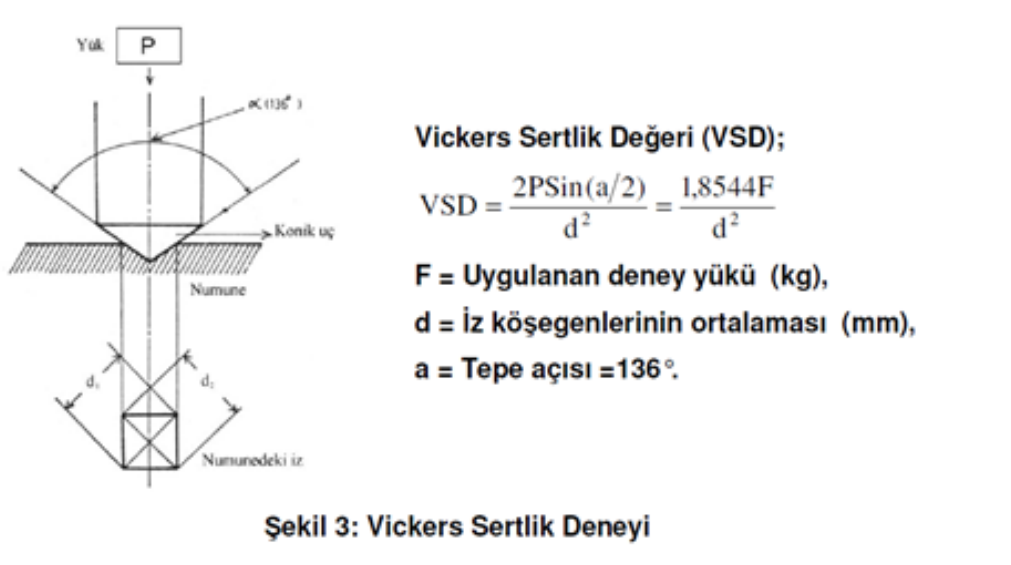 Yük P
α (136°)
Konik uç
Numune
d₁ d₂
Numunedeki iz
Vickers Sertlik Değeri (VSD);
VSD = 2PSin(a/2) / d² = 1,8544F / d²
F = Uygulanan deney yükü (kg),
d = İz köşegenlerinin ortalaması (mm),
a = Tepe açısı =136°.
Şekil 3: Vickers Sertlik Deneyi